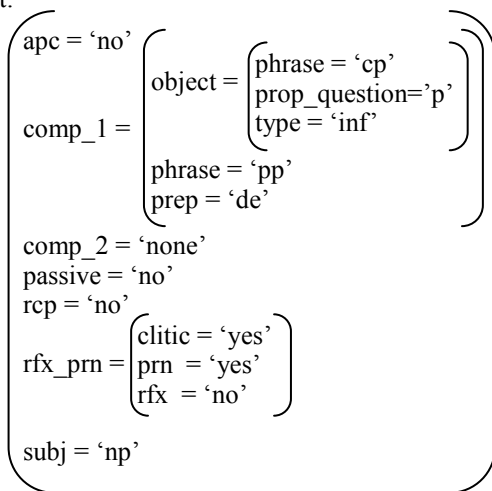 t.
apc = ‘no’
object =
phrase = ‘cp’
prop_question=’p’
type = ‘inf’
comp_1 =
phrase = ‘pp’
prep = ‘de’
comp_2 = ‘none’
passive = ‘no’
rcp = ‘no’
clitic = ‘yes’
rfx_prn =
prn = ‘yes’
rfx = ‘no’
subj = ‘np’